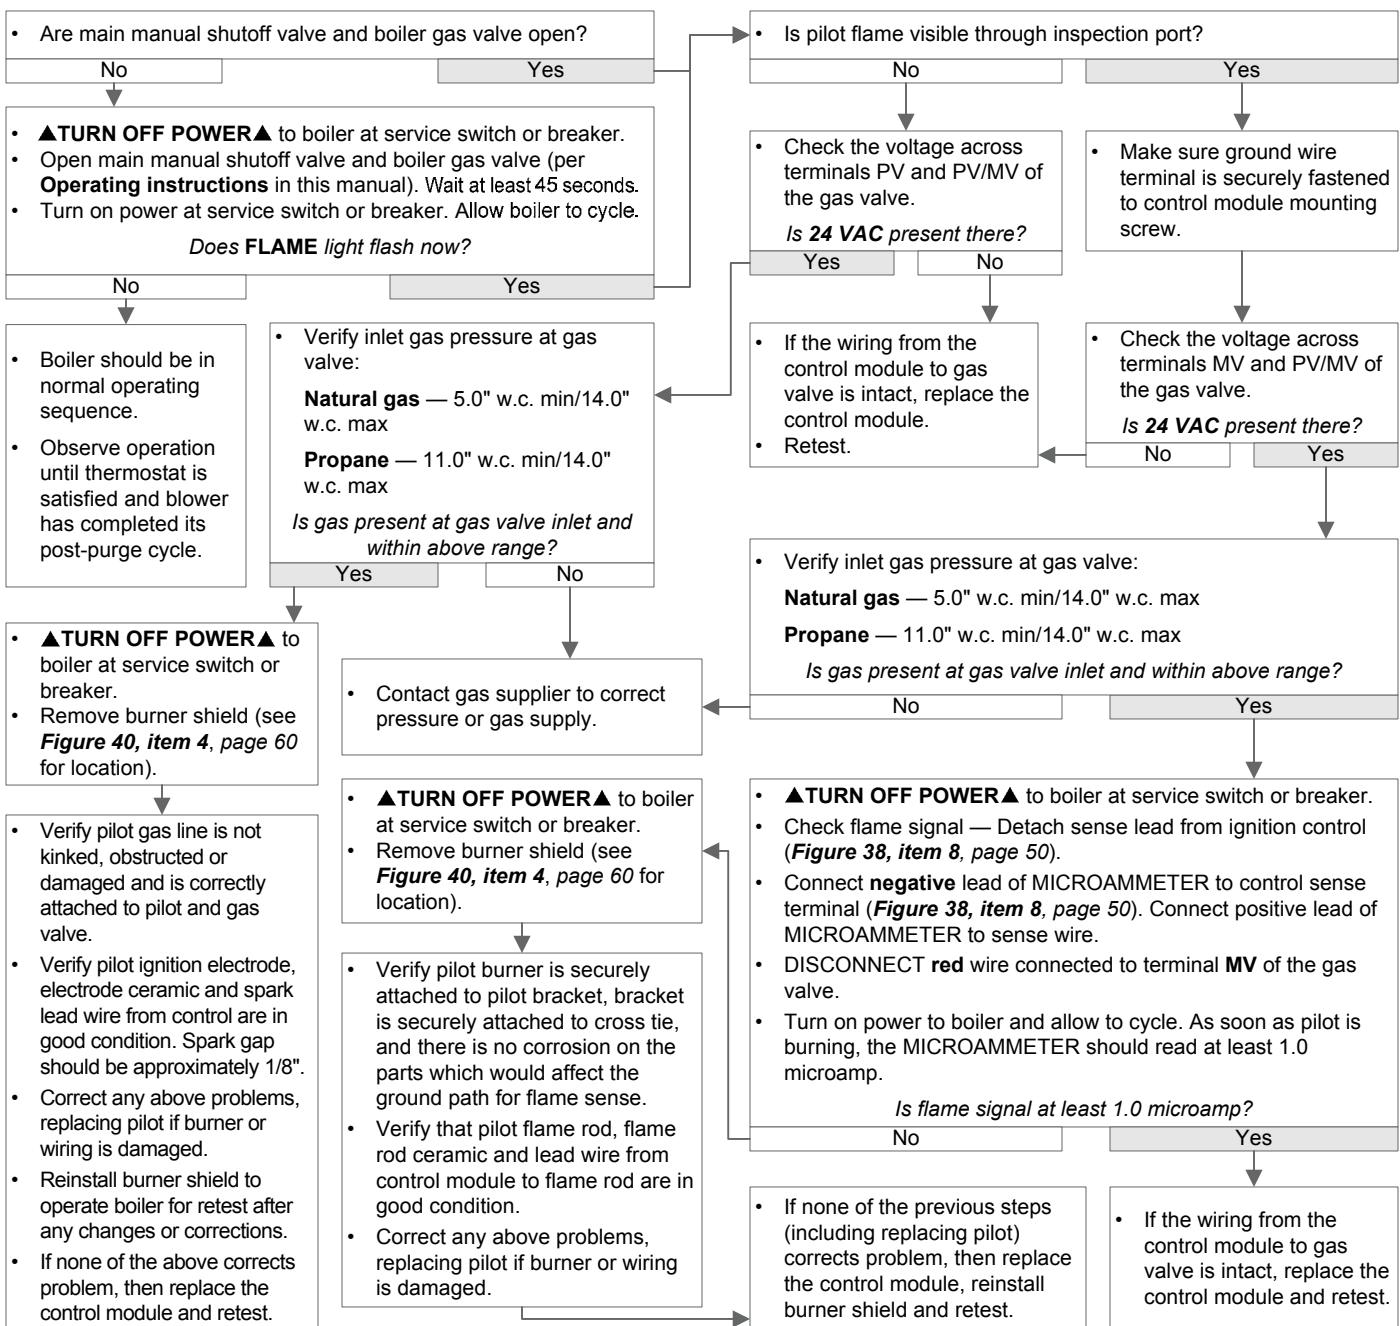 • Are main manual shutoff valve and boiler gas valve open?
No
Yes
• ▲TURN OFF POWER▲ to boiler at service switch or breaker.
• Open main manual shutoff valve and boiler gas valve (per
Operating instructions in this manual). Wait at least 45 seconds.
• Turn on power at service switch or breaker. Allow boiler to cycle.
Does FLAME light flash now?
No
Yes
• Boiler should be in
normal operating
sequence.
• Observe operation
until thermostat is
satisfied and blower
has completed its
post-purge cycle.
• Verify inlet gas pressure at gas
valve:
Natural gas — 5.0" w.c. min/14.0"
w.c. max
Propane — 11.0" w.c. min/14.0"
w.c. max
Is gas present at gas valve inlet and
within above range?
Yes
No
• ▲TURN OFF POWER▲ to
boiler at service switch or
breaker.
• Remove burner shield (see
Figure 40, item 4, page 60
for location).
• Verify pilot gas line is not
kinked, obstructed or
damaged and is correctly
attached to pilot and gas
valve.
• Verify pilot ignition electrode,
electrode ceramic and spark
lead wire from control are in
good condition. Spark gap
should be approximately 1/8".
• Correct any above problems,
replacing pilot if burner or
wiring is damaged.
• Reinstall burner shield to
operate boiler for retest after
any changes or corrections.
• If none of the above corrects
problem, then replace the
control module and retest.
• Contact gas supplier to correct
pressure or gas supply.
• ▲TURN OFF POWER▲ to boiler
at service switch or breaker.
• Remove burner shield (see
Figure 40, item 4, page 60 for
location).
• Verify pilot burner is securely
attached to pilot bracket, bracket
is securely attached to cross tie,
and there is no corrosion on the
parts which would affect the
ground path for flame sense.
• Verify that pilot flame rod, flame
rod ceramic and lead wire from
control module to flame rod are in
good condition.
• Correct any above problems,
replacing pilot if burner or wiring
is damaged.
• Is pilot flame visible through inspection port?
No
Yes
• Check the voltage across
terminals PV and PV/MV of
the gas valve.
Is 24 VAC present there?
Yes
No
• If the wiring from the
control module to gas
valve is intact, replace the
control module.
• Retest.
• Make sure ground wire
terminal is securely fastened
to control module mounting
screw.
• Check the voltage across
terminals MV and PV/MV of
the gas valve.
Is 24 VAC present there?
No
Yes
• Verify inlet gas pressure at gas valve:
Natural gas — 5.0" w.c. min/14.0" w.c. max
Propane — 11.0" w.c. min/14.0" w.c. max
Is gas present at gas valve inlet and within above range?
No
Yes
• ▲TURN OFF POWER▲ to boiler at service switch or breaker.
• Check flame signal — Detach sense lead from ignition control
(Figure 38, item 8, page 50).
• Connect negative lead of MICROAMMETER to control sense
terminal (Figure 38, item 8, page 50). Connect positive lead of
MICROAMMETER to sense wire.
• DISCONNECT red wire connected to terminal MV of the gas
valve.
• Turn on power to boiler and allow to cycle. As soon as pilot is
burning, the MICROAMMETER should read at least 1.0
microamp.
Is flame signal at least 1.0 microamp?
No
Yes
• If none of the previous steps
(including replacing pilot)
corrects problem, then replace
the control module, reinstall
burner shield and retest.
• If the wiring from the
control module to gas
valve is intact, replace the
control module and retest.